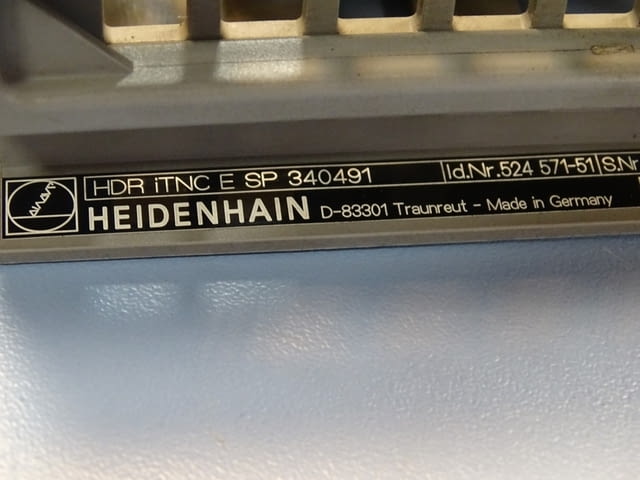 HDR iTNC E SP 340491 Id.Nr.524 571-51 S.Nr
HEIDENHAIN D-83301 Traunreut - Made in Germany